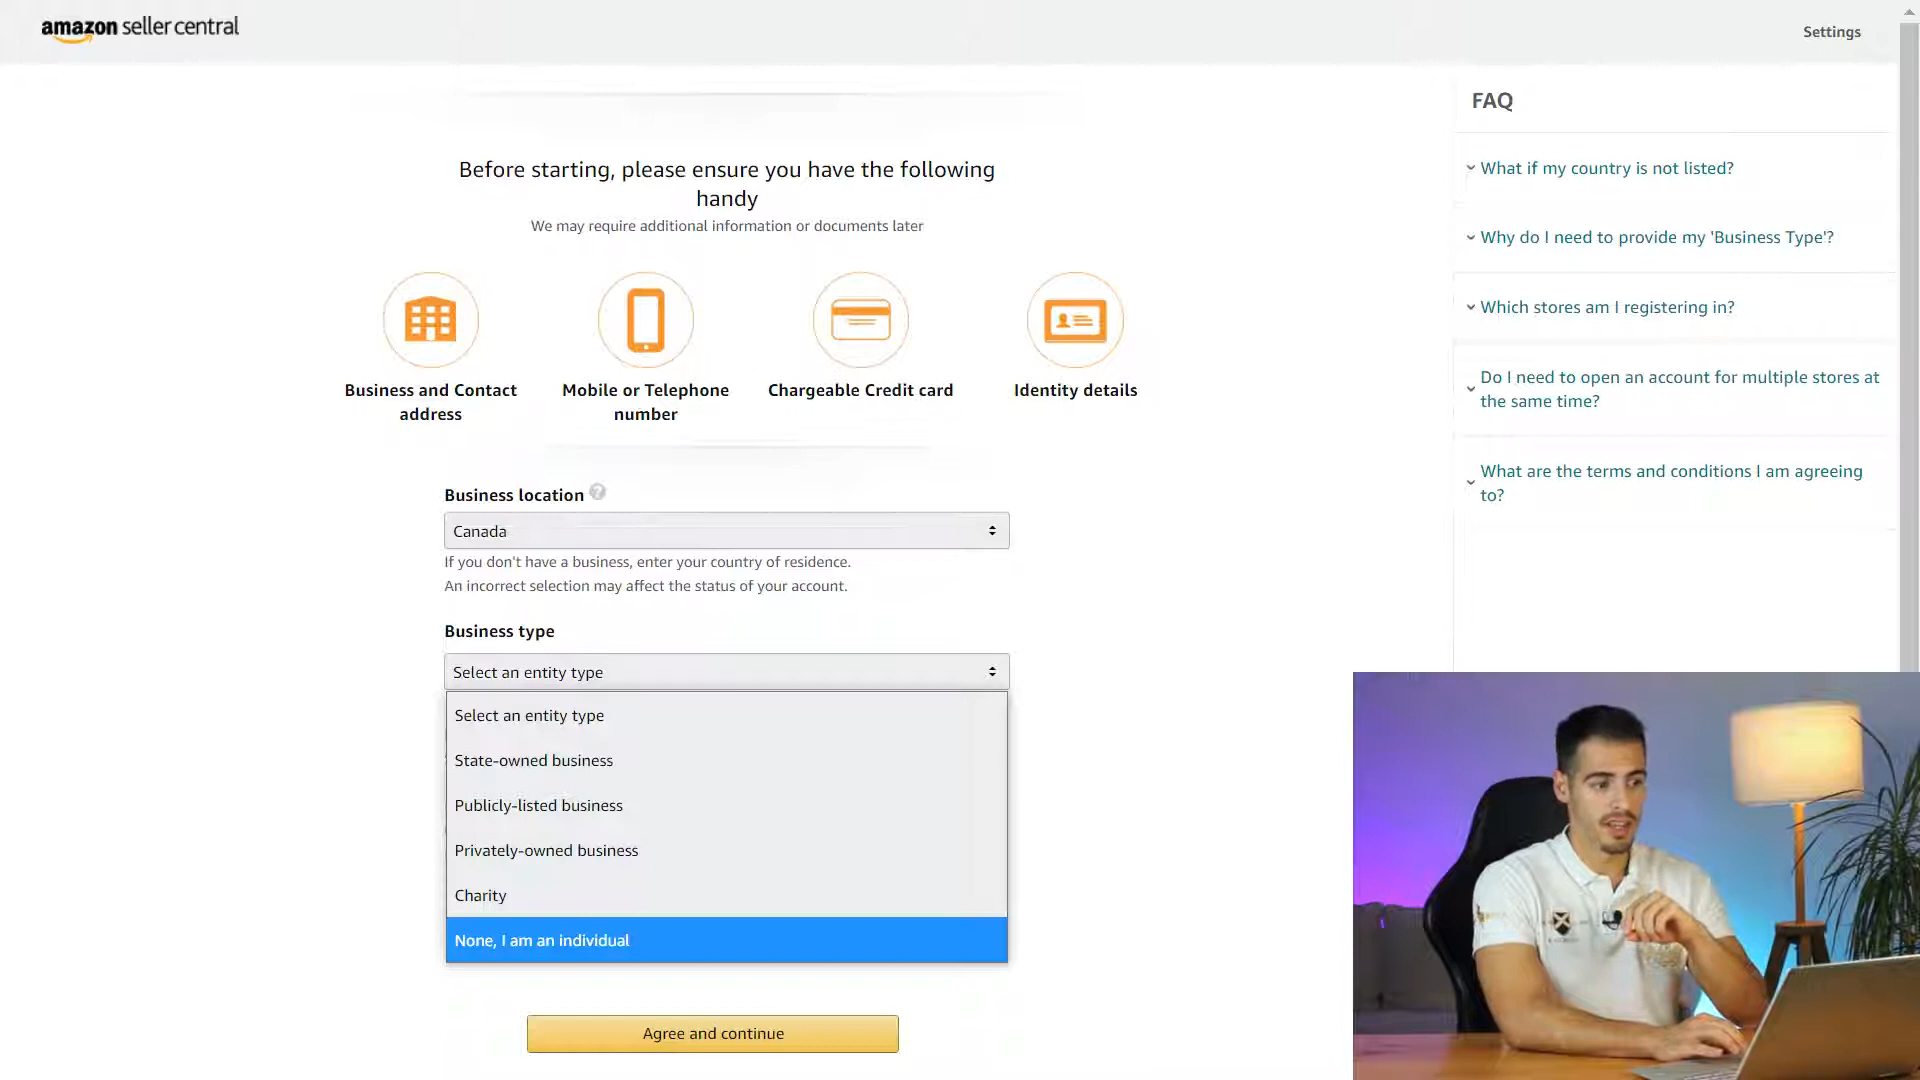 amazon seller central
Settings
Before starting, please ensure you have the following
handy
We may require additional information or documents later
Business and Contact
address
Mobile or Telephone
number
Chargeable Credit card
Identity details
Business location
Canada
If you don't have a business, enter your country of residence.
An incorrect selection may affect the status of your account.
Business type
Select an entity type
Select an entity type
State-owned business
Publicly-listed business
Privately-owned business
Charity
None, I am an individual
Agree and continue
FAQ
What if my country is not listed?
Why do I need to provide my 'Business Type'?
Which stores am I registering in?
Do I need to open an account for multiple stores at
the same time?
What are the terms and conditions I am agreeing
to?